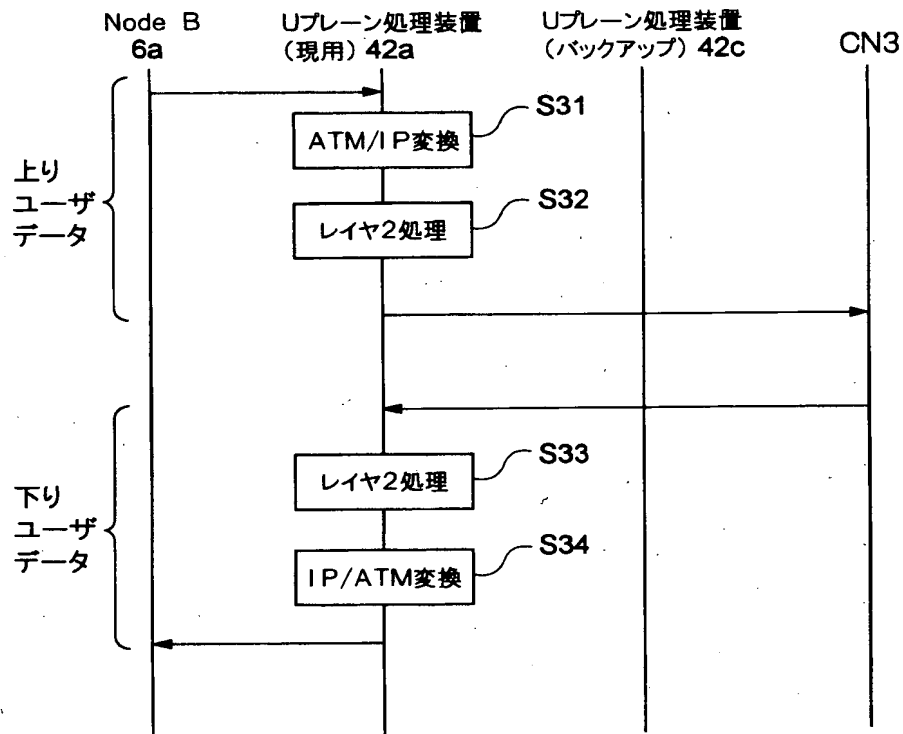 Node B
6a
Uプレーン処理装置
(現用) 42a
Uプレーン処理装置
(バックアップ) 42c
CN3
上り
ユーザ
データ
ATM/IP変換
S31
レイヤ2処理
S32
下り
ユーザ
データ
レイヤ2処理
S33
IP/ATM変換
S34